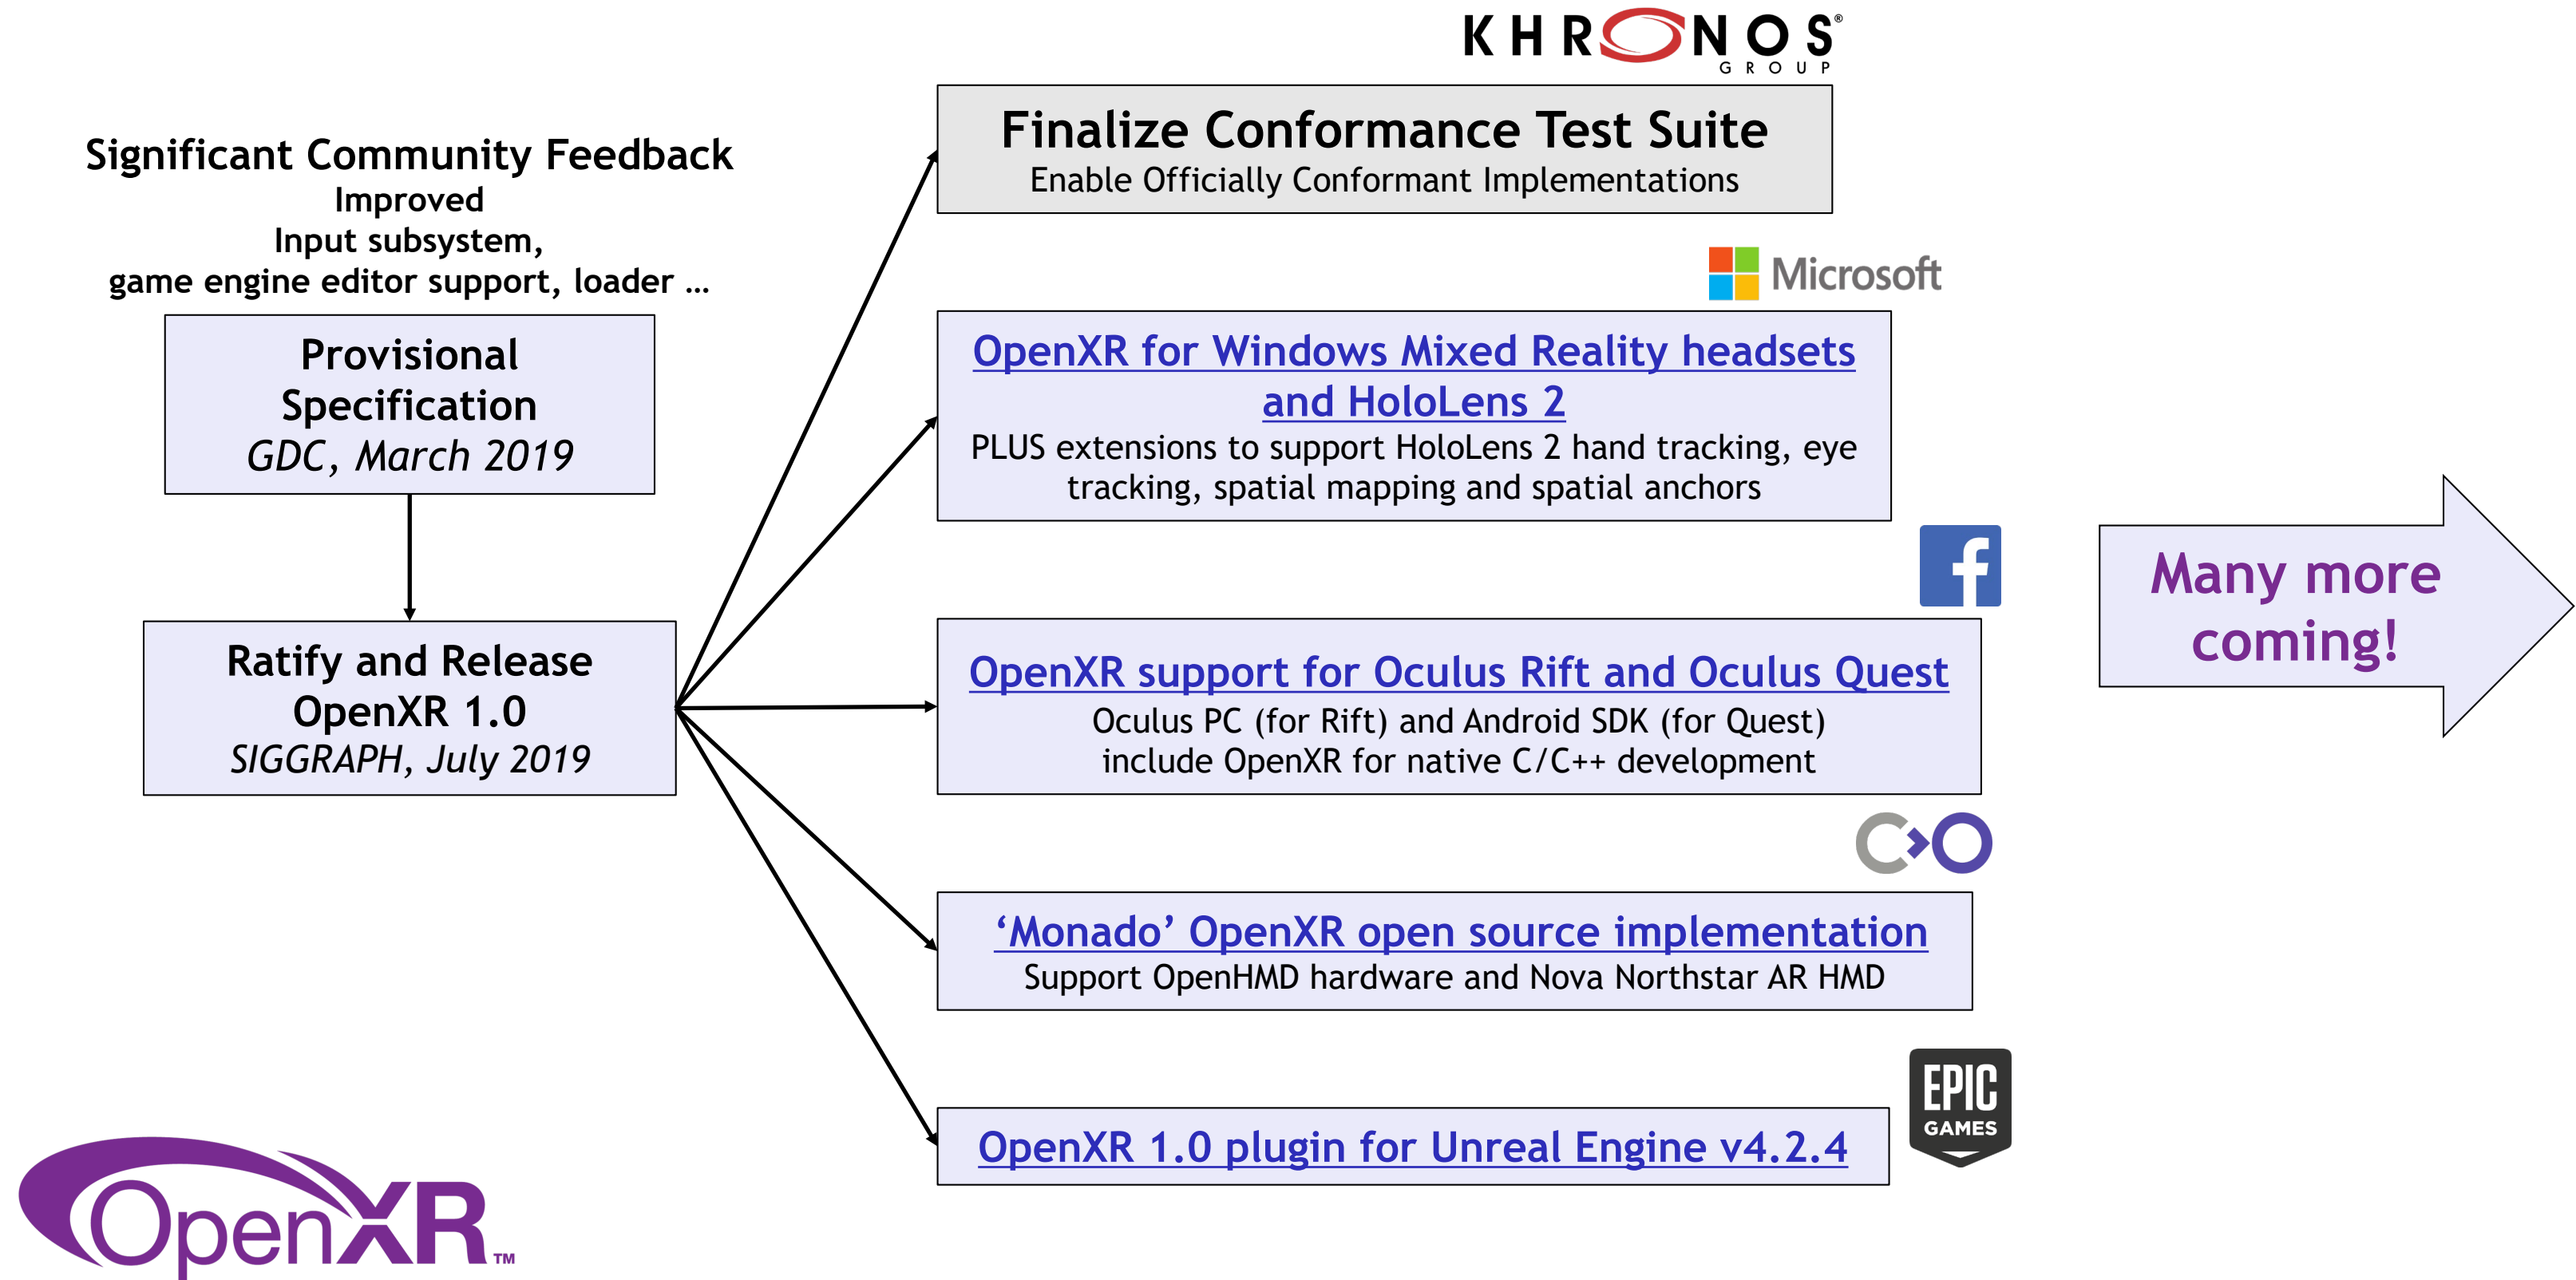 KHRONOS®
GROUP
Significant Community Feedback
Improved
Input subsystem,
game engine editor support, loader …
Provisional
Specification
GDC, March 2019
Ratify and Release
OpenXR 1.0
SIGGRAPH, July 2019
Finalize Conformance Test Suite
Enable Officially Conformant Implementations
Microsoft
OpenXR for Windows Mixed Reality headsets
and HoloLens 2
PLUS extensions to support HoloLens 2 hand tracking, eye
tracking, spatial mapping and spatial anchors
f
OpenXR support for Oculus Rift and Oculus Quest
Oculus PC (for Rift) and Android SDK (for Quest)
include OpenXR for native C/C++ development
‘Monado’ OpenXR open source implementation
Support OpenHMD hardware and Nova Northstar AR HMD
EPIC
GAMES
OpenXR 1.0 plugin for Unreal Engine v4.2.4
Many more
coming!
OpenXR™